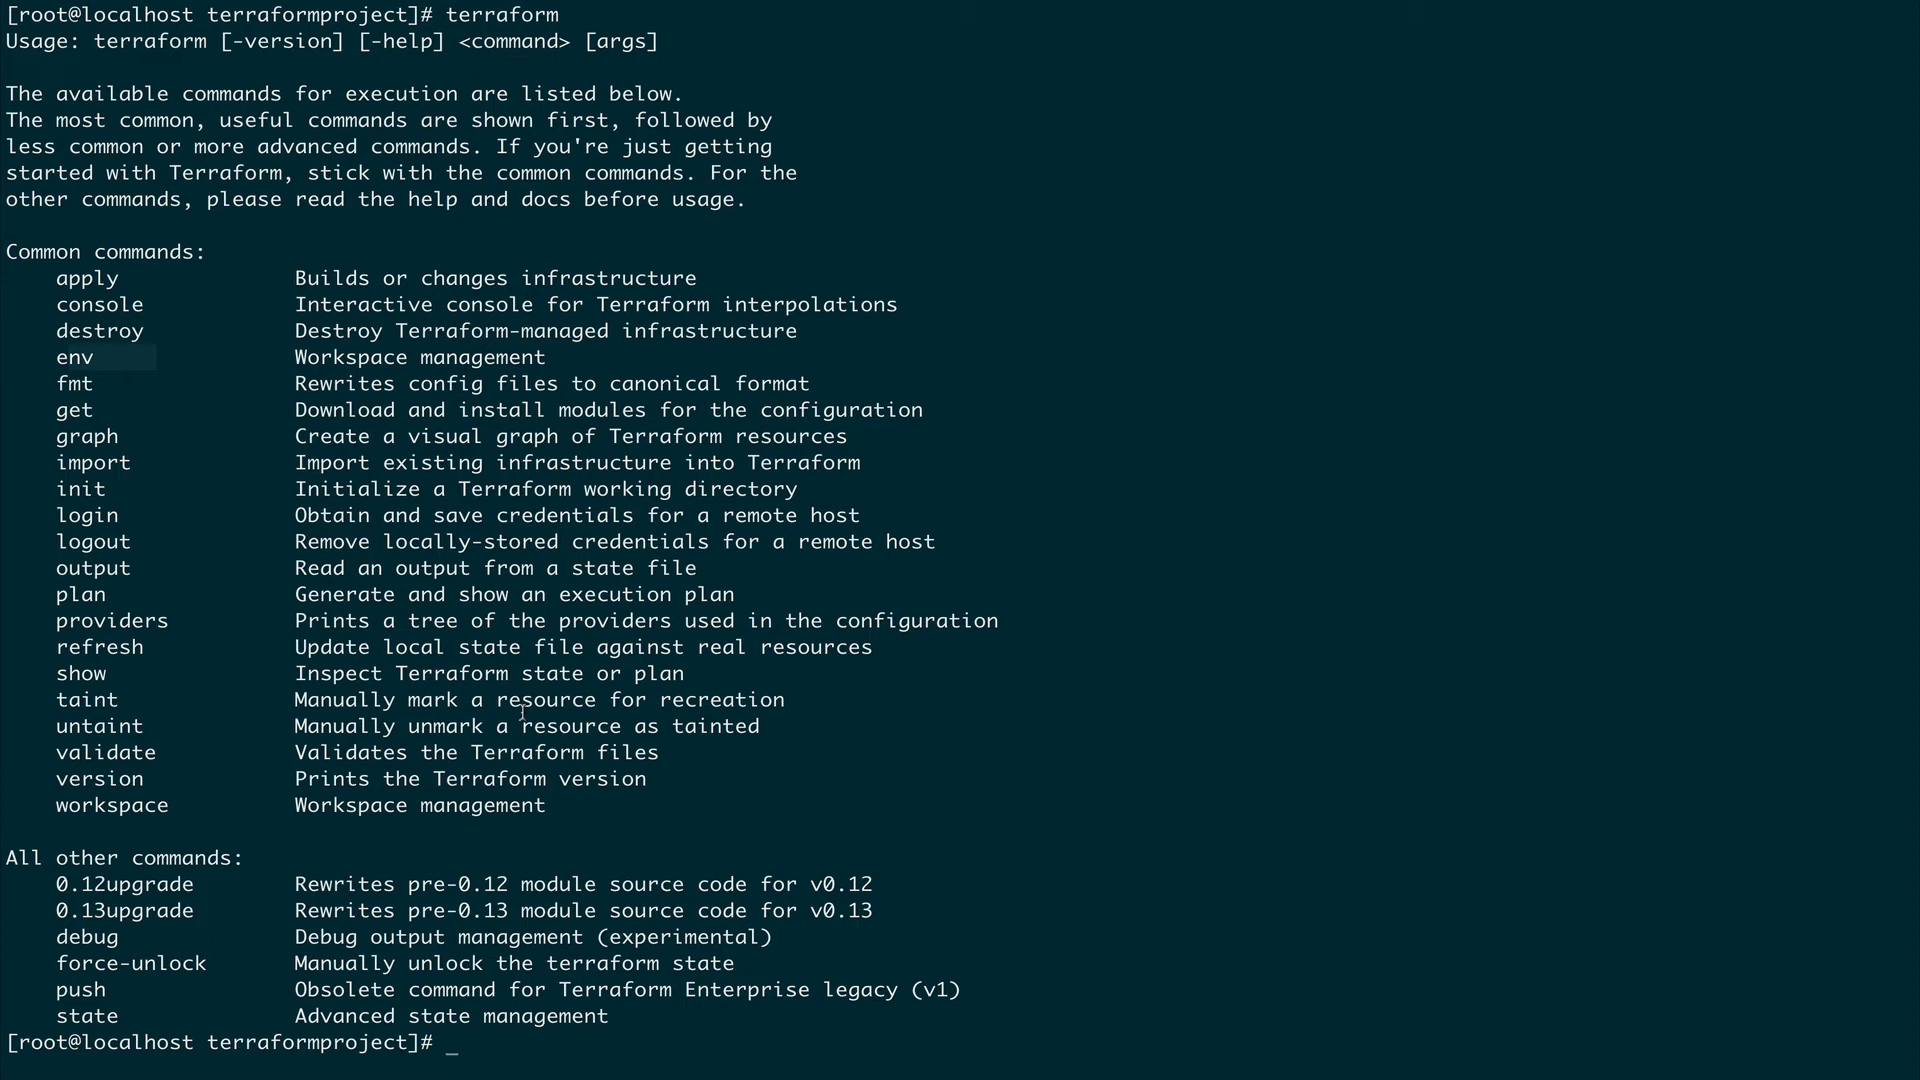 [root@localhost terraformproject]# terraform
Usage: terraform [-version] [-help] <command> [args]
The available commands for execution are listed below.
The most common, useful commands are shown first, followed by
less common or more advanced commands. If you're just getting
started with Terraform, stick with the common commands. For the
other commands, please read the help and docs before usage.
Common commands:
apply Builds or changes infrastructure
console Interactive console for Terraform interpolations
destroy Destroy Terraform-managed infrastructure
env Workspace management
fmt Rewrites config files to canonical format
get Download and install modules for the configuration
graph Create a visual graph of Terraform resources
import Import existing infrastructure into Terraform
init Initialize a Terraform working directory
login Obtain and save credentials for a remote host
logout Remove locally-stored credentials for a remote host
output Read an output from a state file
plan Generate and show an execution plan
providers Prints a tree of the providers used in the configuration
refresh Update local state file against real resources
show Inspect Terraform state or plan
taint Manually mark a resource for recreation
untaint Manually unmark a resource as tainted
validate Validates the Terraform files
version Prints the Terraform version
workspace Workspace management
All other commands:
0.12upgrade Rewrites pre-0.12 module source code for v0.12
0.13upgrade Rewrites pre-0.13 module source code for v0.13
debug Debug output management (experimental)
force-unlock Manually unlock the terraform state
push Obsolete command for Terraform Enterprise legacy (v1)
state Advanced state management
[root@localhost terraformproject]# _